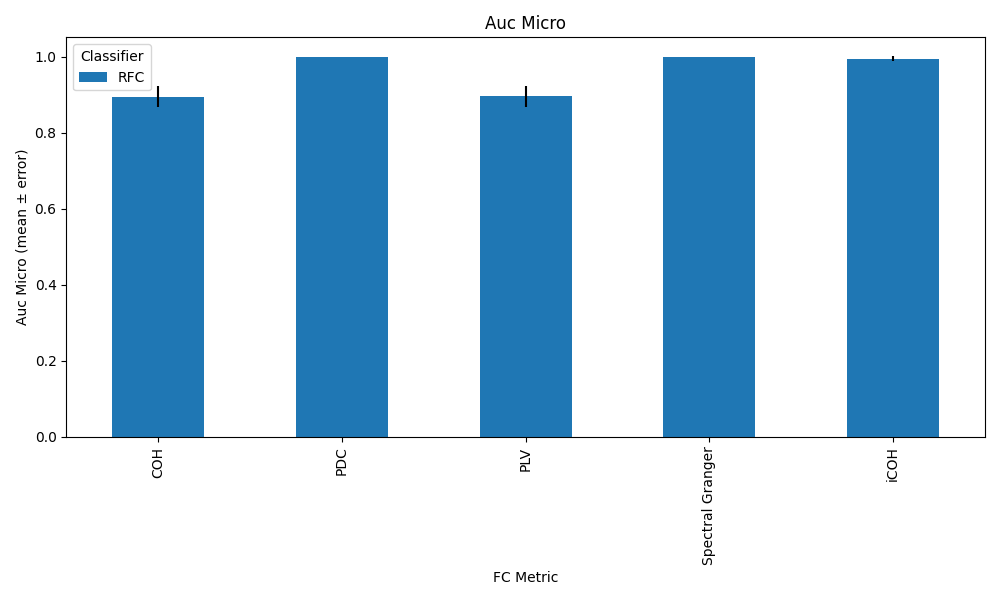 Auc Micro
Classifier
RFC
Auc Micro (mean ± error)
1.0
0.8
0.6
0.4
0.2
0.0
COH
PDC
PLV
Spectral Granger
iCOH
FC Metric